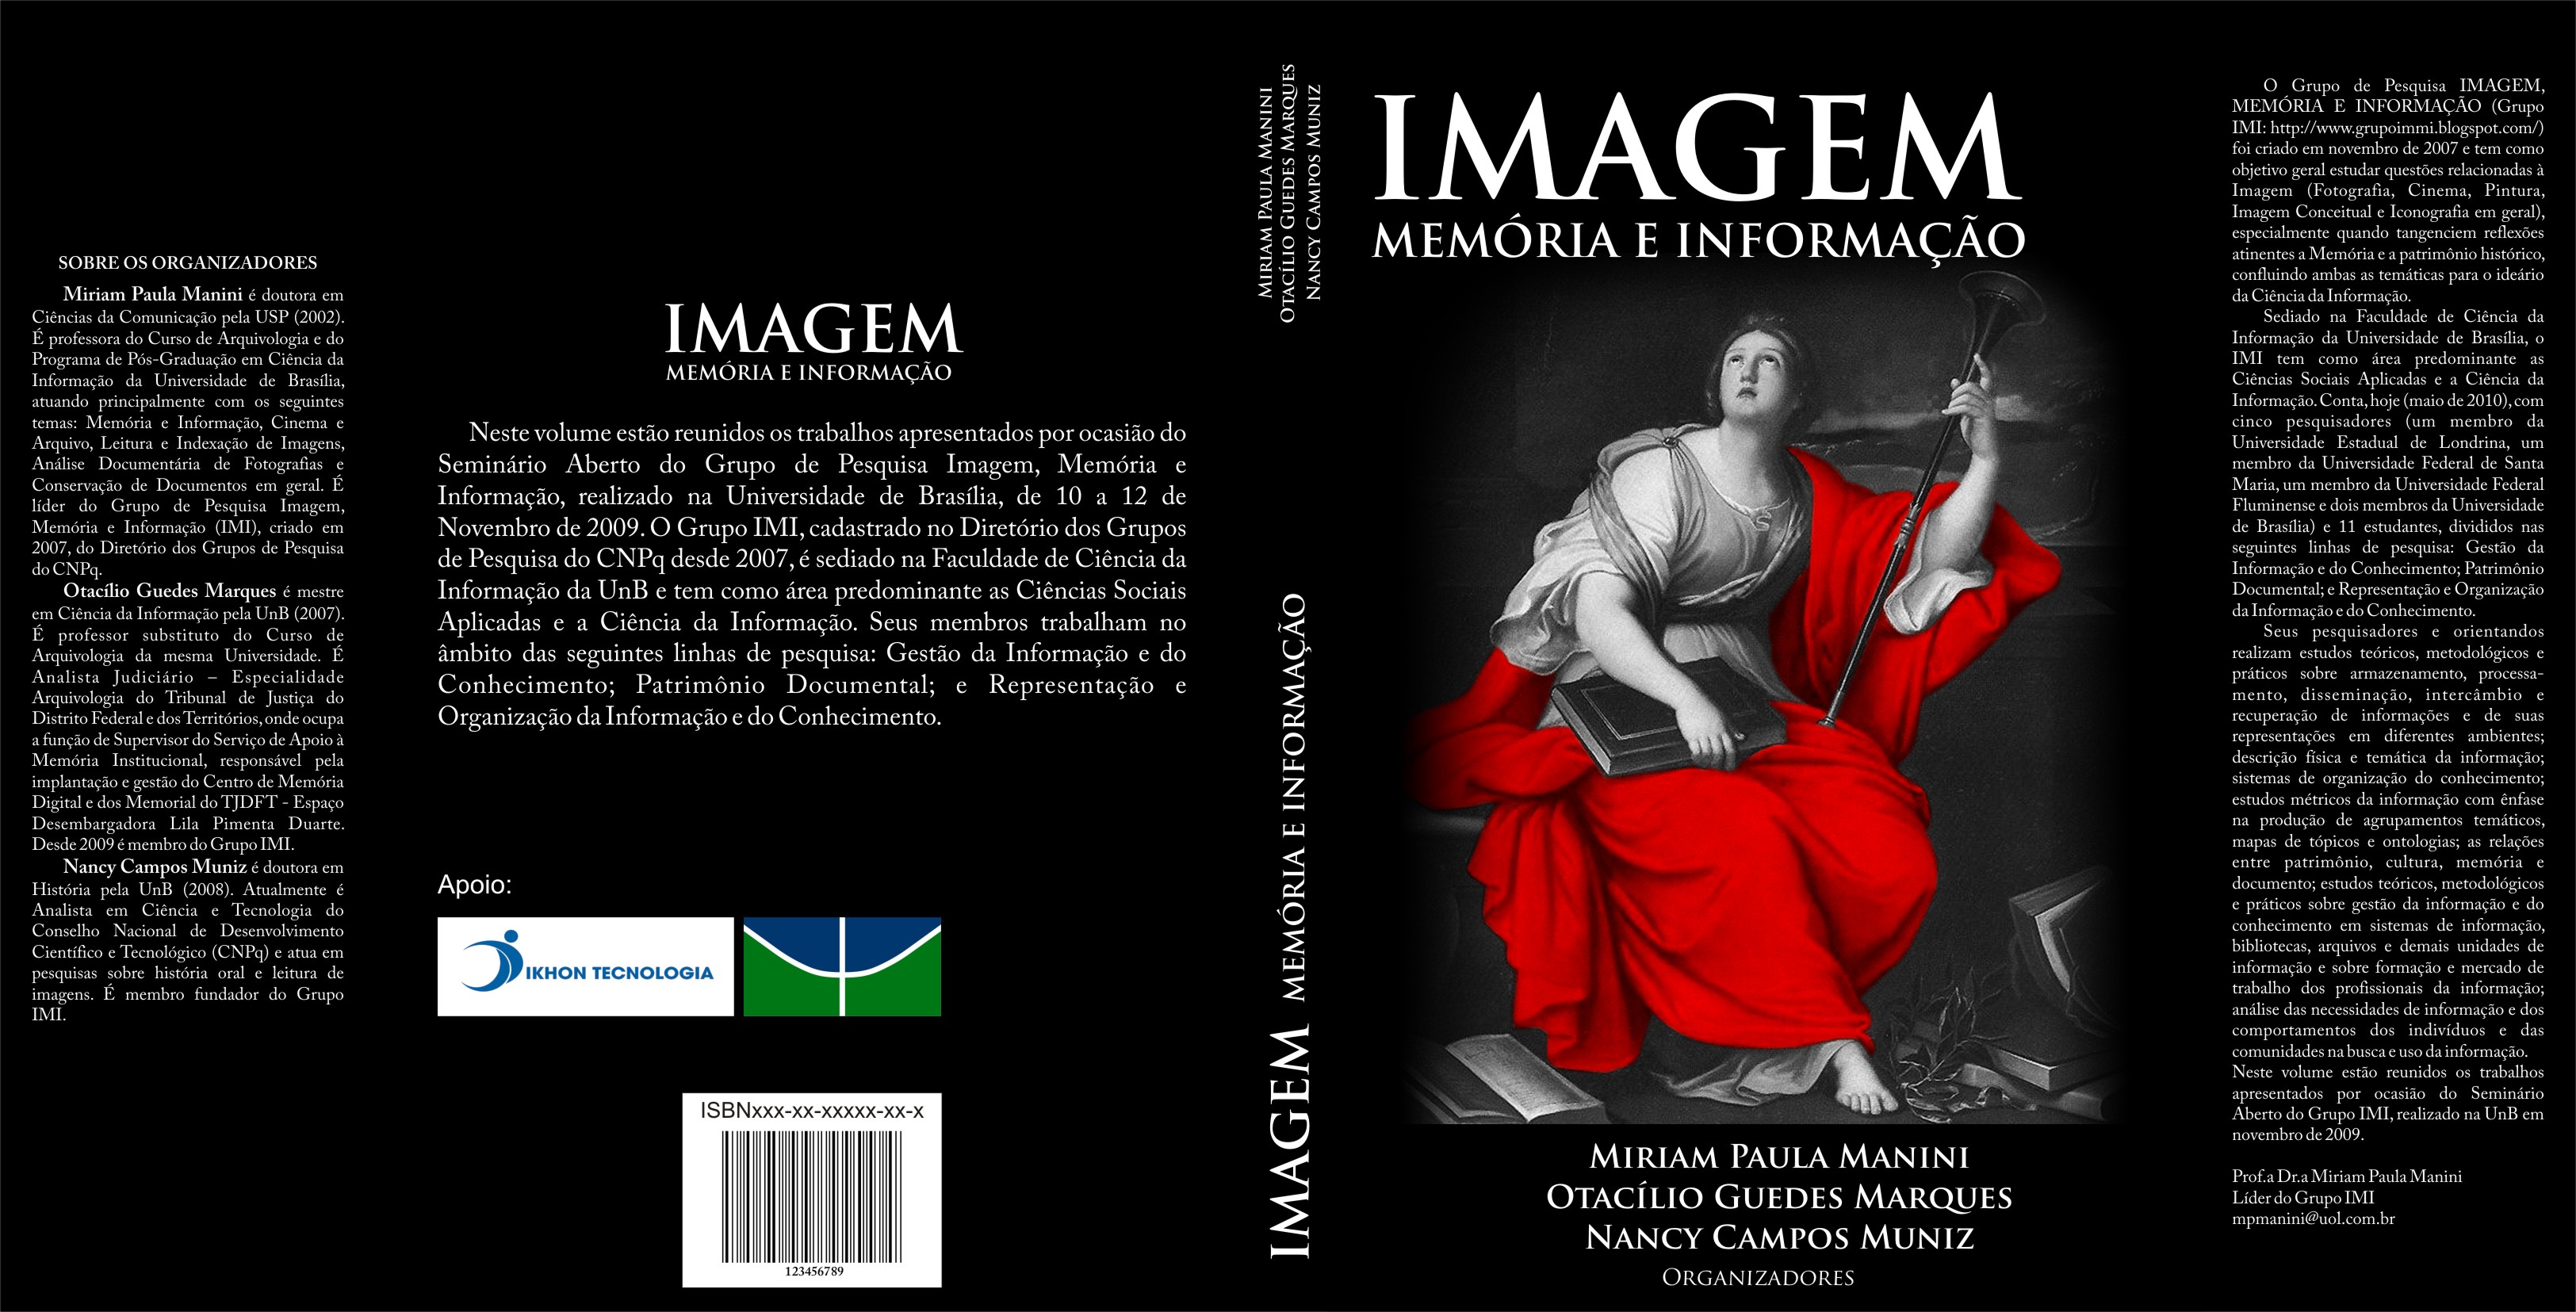 SOBRE OS ORGANIZADORES
Miriam Paula Manini é doutora em
Ciências da Comunicação pela USP (2002).
É professora do Curso de Arquivologia e do
Programa de Pós-Graduação em Ciência da
Informação da Universidade de Brasília,
atuando principalmente com os seguintes
temas: Memória e Informação, Cinema e
Arquivo, Leitura e Indexação de Imagens,
Análise Documentária de Fotografias e
Conservação de Documentos em geral. É
líder do Grupo de Pesquisa Imagem,
Memória e Informação (IMI), criado em
2007, do Diretório dos Grupos de Pesquisa
do CNPq.
Otacílio Guedes Marques é mestre
em Ciência da Informação pela UnB (2007).
É professor substituto do Curso de
Arquivologia da mesma Universidade. É
Analista Judiciário – Especialidade
Arquivologia do Tribunal de Justiça do
Distrito Federal e dos Territórios, onde ocupa
a função de Supervisor do Serviço de Apoio à
Memória Institucional, responsável pela
implantação e gestão do Centro de Memória
Digital e dos Memorial do TJDFT - Espaço
Desembargadora Lila Pimenta Duarte.
Desde 2009 é membro do Grupo IMI.
Nancy Campos Muniz é doutora em
História pela UnB (2008). Atualmente é
Analista em Ciência e Tecnologia do
Conselho Nacional de Desenvolvimento
Científico e Tecnológico (CNPq) e atua em
pesquisas sobre história oral e leitura de
imagens. É membro fundador do Grupo
IMI.
IMAGEM
MEMÓRIA E INFORMAÇÃO
Neste volume estão reunidos os trabalhos apresentados por ocasião do
Seminário Aberto do Grupo de Pesquisa Imagem, Memória e
Informação, realizado na Universidade de Brasília, de 10 a 12 de
Novembro de 2009. O Grupo IMI, cadastrado no Diretório dos Grupos
de Pesquisa do CNPq desde 2007, é sediado na Faculdade de Ciência da
Informação da UnB e tem como área predominante as Ciências Sociais
Aplicadas e a Ciência da Informação. Seus membros trabalham no
âmbito das seguintes linhas de pesquisa: Gestão da Informação e do
Conhecimento; Patrimônio Documental; e Representação e
Organização da Informação e do Conhecimento.
Apoio:
IKHON TECNOLOGIA
ISBNxxx-xx-xxxxx-xx-x
123456789
MIRIAM PAULA MANINI
OTACÍLIO GUEDES MARQUES
NANCY CAMPOS MUNIZ
IMAGEM MEMÓRIA E INFORMAÇÃO
IMAGEM
MEMÓRIA E INFORMAÇÃO
MIRIAM PAULA MANINI
OTACÍLIO GUEDES MARQUES
NANCY CAMPOS MUNIZ
ORGANIZADORES
O Grupo de Pesquisa IMAGEM,
MEMÓRIA E INFORMAÇÃO (Grupo
IMI: http://www.grupoimmi.blogspot.com/)
foi criado em novembro de 2007 e tem como
objetivo geral estudar questões relacionadas à
Imagem (Fotografia, Cinema, Pintura,
Imagem Conceitual e Iconografia em geral),
especialmente quando tangenciem reflexões
atinentes a Memória e a patrimônio histórico,
confluindo ambas as temáticas para o ideário
da Ciência da Informação.
Sediado na Faculdade de Ciência da
Informação da Universidade de Brasília, o
IMI tem como área predominante as
Ciências Sociais Aplicadas e a Ciência da
Informação. Conta, hoje (maio de 2010), com
cinco pesquisadores (um membro da
Universidade Estadual de Londrina, um
membro da Universidade Federal de Santa
Maria, um membro da Universidade Federal
Fluminense e dois membros da Universidade
de Brasília) e 11 estudantes, divididos nas
seguintes linhas de pesquisa: Gestão da
Informação e do Conhecimento; Patrimônio
Documental; e Representação e Organização
da Informação e do Conhecimento.
Seus pesquisadores e orientandos
realizam estudos teóricos, metodológicos e
práticos sobre armazenamento, processa-
mento, disseminação, intercâmbio e
recuperação de informações e de suas
representações em diferentes ambientes;
descrição física e temática da informação;
sistemas de organização do conhecimento;
estudos métricos da informação com ênfase
na produção de agrupamentos temáticos,
mapas de tópicos e ontologias; as relações
entre patrimônio, cultura, memória e
documento; estudos teóricos, metodológicos
e práticos sobre gestão da informação e do
conhecimento em sistemas de informação,
bibliotecas, arquivos e demais unidades de
informação e sobre formação e mercado de
trabalho dos profissionais da informação;
análise das necessidades de informação e dos
comportamentos dos indivíduos e das
comunidades na busca e uso da informação.
Neste volume estão reunidos os trabalhos
apresentados por ocasião do Seminário
Aberto do Grupo IMI, realizado na UnB em
novembro de 2009.
Prof.a Dr.a Miriam Paula Manini
Líder do Grupo IMI
mpmanini@uol.com.br